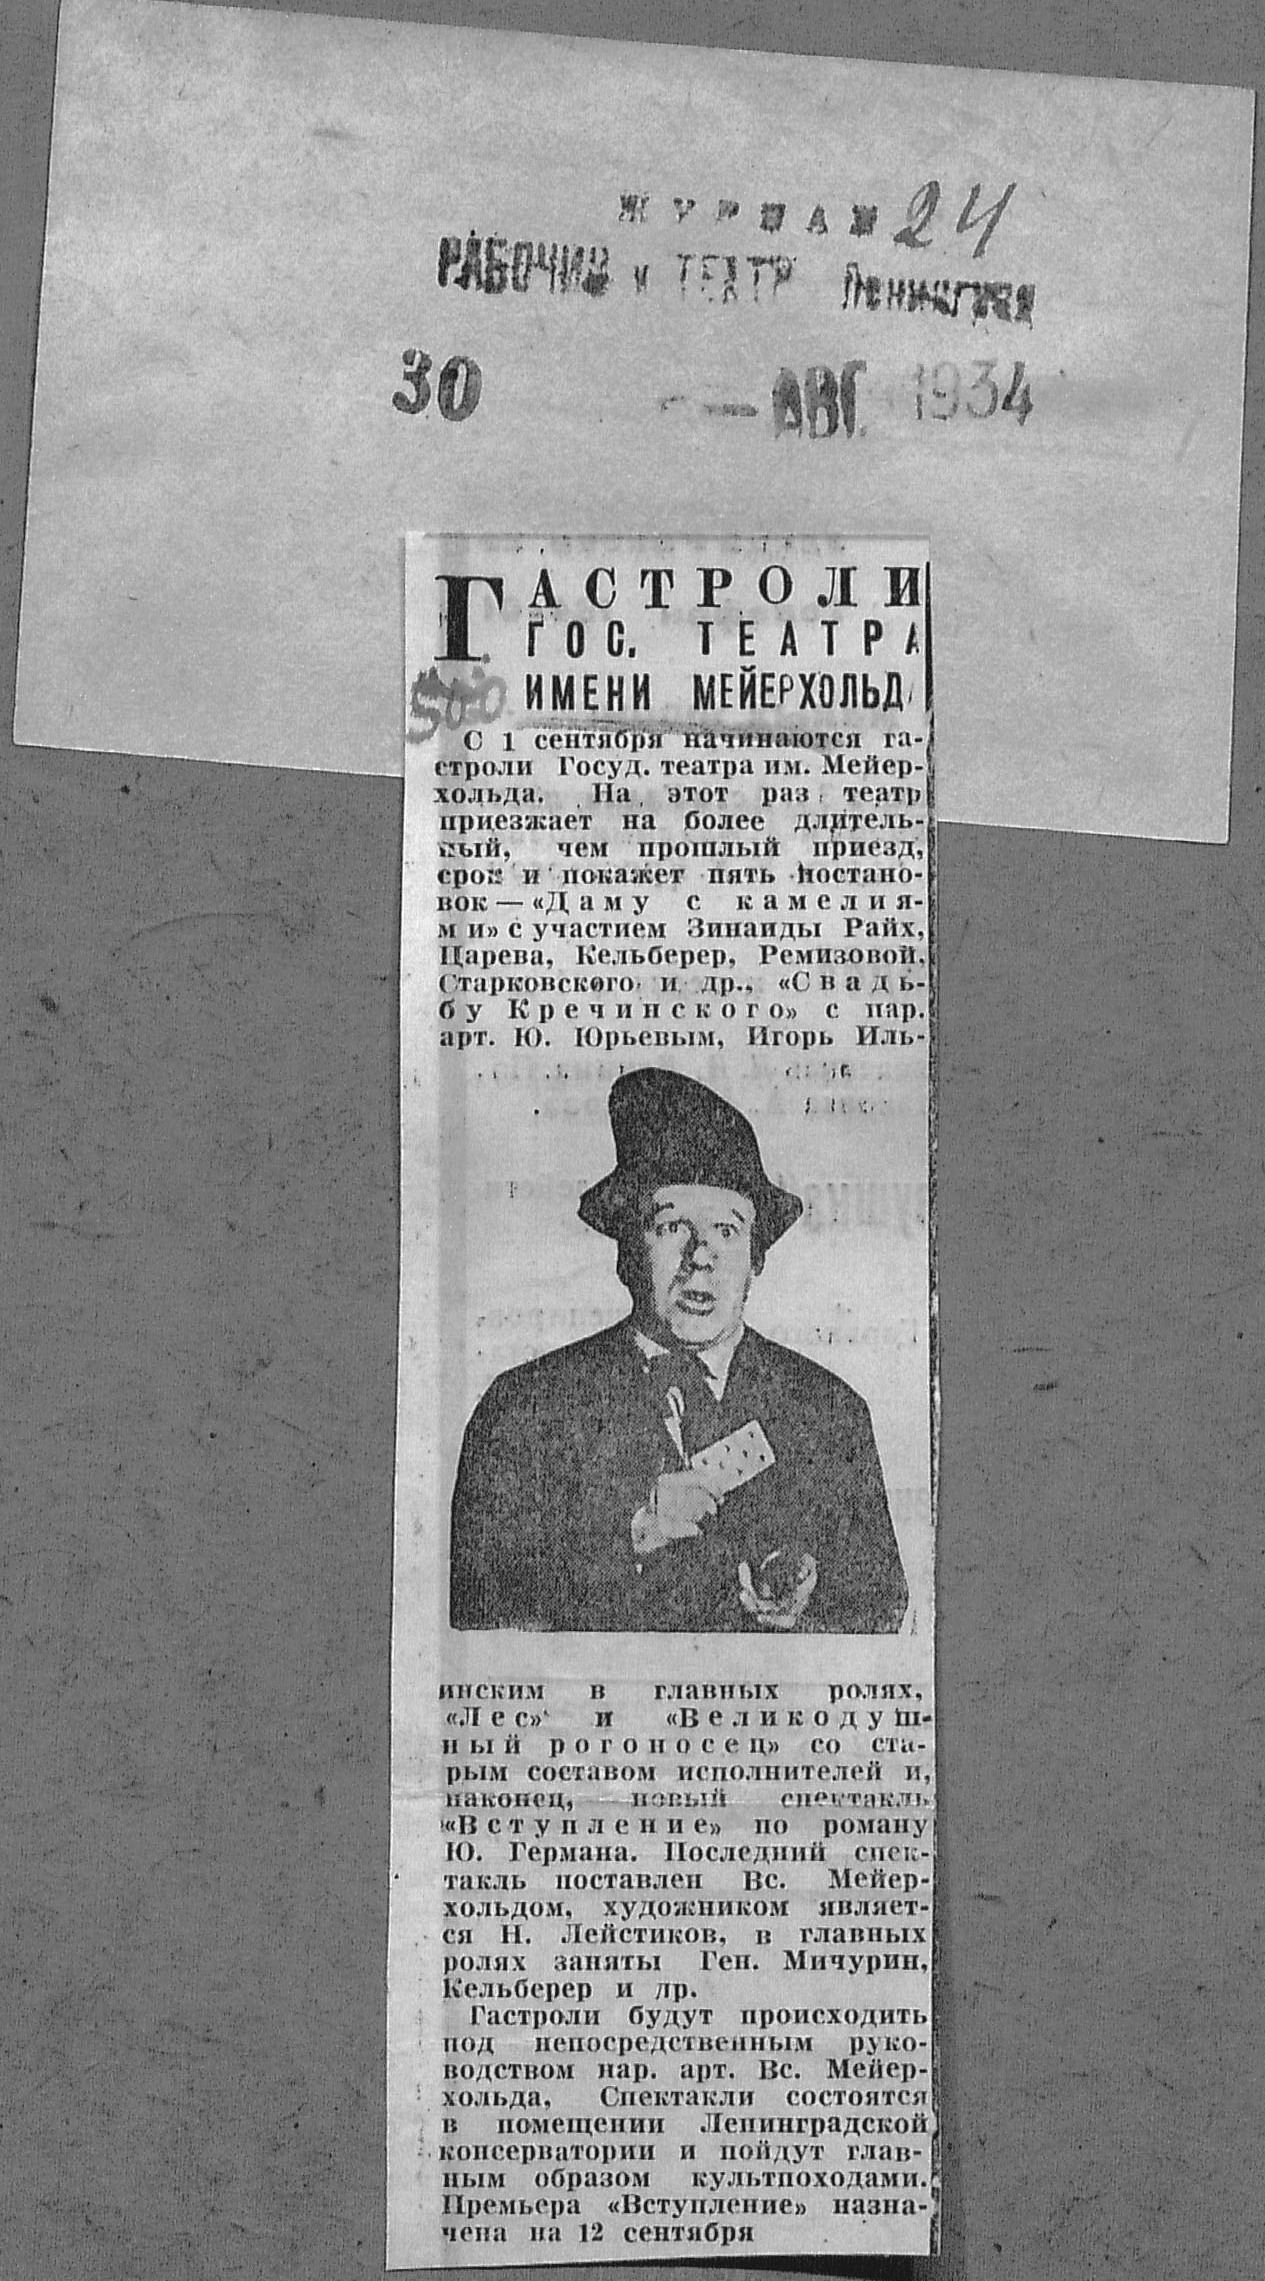 ЖУРНАЛ 24
РАБОЧИЙ и ТЕАТР Ленинград
30 — АВГ. 1934
ГАСТРОЛИ
ГОС. ТЕАТРА
ИМЕНИ МЕЙЕРХОЛЬДА
С 1 сентября начинаются га-
строли Госуд. театра им. Мейер-
хольда. На этот раз театр
приезжает на более длитель-
ный, чем прошлый приезд,
срок и покажет пять постано-
вок — «Даму с камелия-
ми» с участием Зинаиды Райх,
Царева, Кельберер, Ремизовой,
Старковского и др., «Свадь-
бу Кречинского» с нар.
арт. Ю. Юрьевым, Игорь Иль-
инским в главных ролях,
«Лес» и «Великодуш-
ный рогоносец» со ста-
рым составом исполнителей и,
наконец, новый спектакль
«Вступление» по роману
Ю. Германа. Последний спек-
такль поставлен Вс. Мейер-
хольдом, художником являет-
ся Н. Лейстиков, в главных
ролях заняты Ген. Мичурин,
Кельберер и др.
Гастроли будут происходить
под непосредственным руко-
водством нар. арт. Вс. Мейер-
хольда, Спектакли состоятся
в помещении Ленинградской
консерватории и пойдут глав-
ным образом культпоходами.
Премьера «Вступление» назна-
чена на 12 сентября